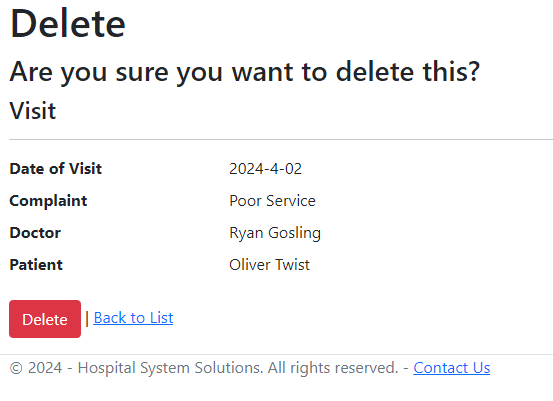 Delete
Are you sure you want to delete this?
Visit
Date of Visit 2024-4-02
Complaint Poor Service
Doctor Ryan Gosling
Patient Oliver Twist
Delete | Back to List
© 2024 - Hospital System Solutions. All rights reserved. - Contact Us